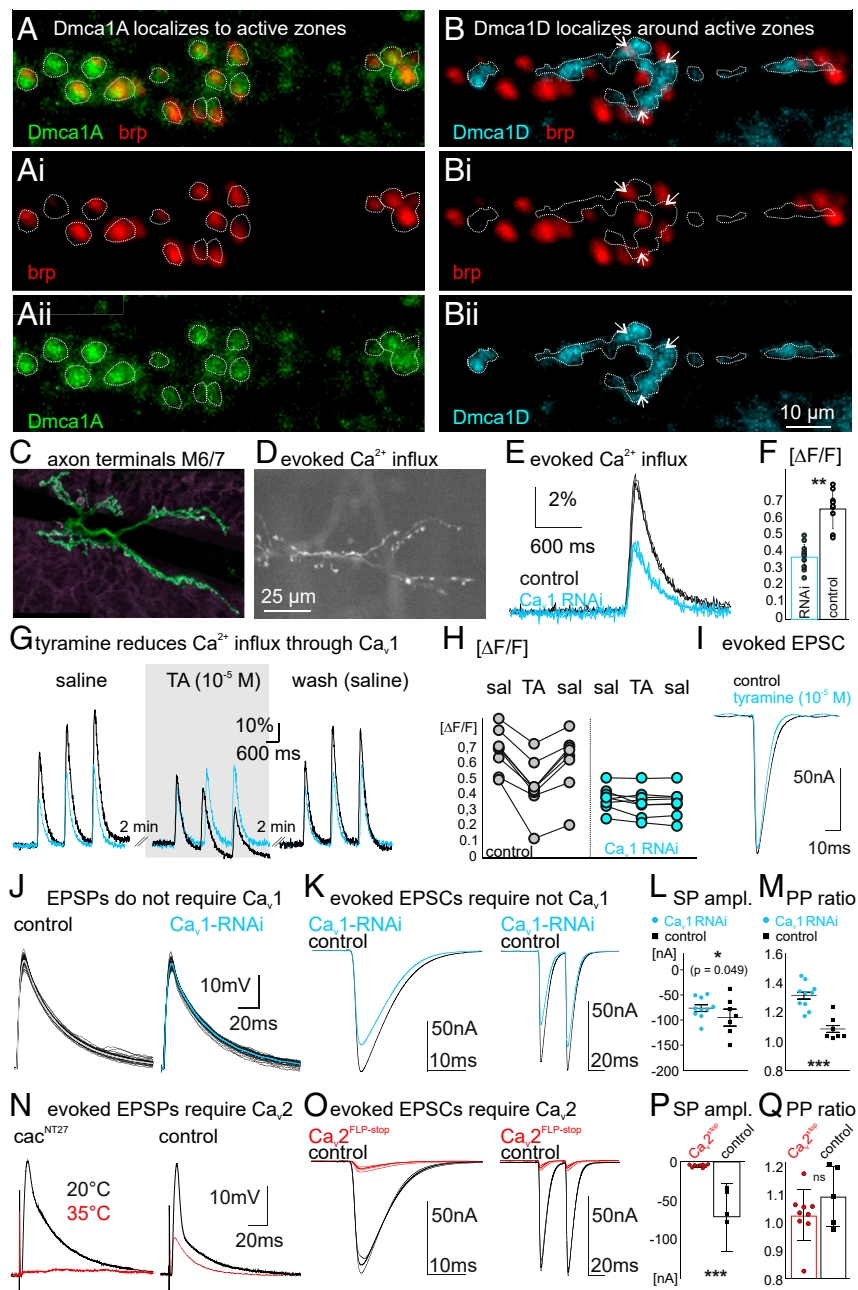 A Dmca1A localizes to active zones
Dmca1A brp
Ai
brp
Aii
Dmca1A
B Dmca1D localizes around active zones
Dmca1D brp
Bi
brp
Bii
Dmca1D
10 µm
C axon terminals M6/7
D evoked Ca²⁺ influx
25 µm
E evoked Ca²⁺ influx
2%
600 ms
control
Caᵥ1 RNAi
F [ΔF/F]
**
0.7
0.6
0.5
0.4
0.3
0.2
0.1
0
RNAi
control
G tyramine reduces Ca²⁺ influx through Caᵥ1
saline
TA (10⁻⁵ M)
wash (saline)
10%
600 ms
2 min
2 min
H [ΔF/F]
sal TA sal sal TA sal
[ΔF/F]
0,7
0,6
0,5
0,4
0,3
0,2
0,1
0
control
Caᵥ1 RNAi
I evoked EPSC
control
tyramine (10⁻⁵ M)
50nA
10ms
J EPSPs do not require Caᵥ1
control
Caᵥ1-RNAi
10mV
20ms
K evoked EPSCs require not Caᵥ1
Caᵥ1-RNAi
control
50nA
10ms
Caᵥ1-RNAi
control
50nA
20ms
L SP ampl.
Caᵥ1 RNAi
control
[nA]
*
(p = 0.049)
0
-50
-100
-150
-200
M PP ratio
Caᵥ1 RNAi
control
1.6
1.4
1.2
1.0
0.8
***
N evoked EPSPs require Caᵥ2
cacᴺᵀ²⁷
control
20°C
35°C
10mV
20ms
O evoked EPSCs require Caᵥ2
Caᵥ2FLP-stop
control
50nA
10ms
Caᵥ2FLP-stop
control
50nA
20ms
P SP ampl.
Caᵥ2stop
control
0
-50
-100
[nA]
***
Q PP ratio
Caᵥ2stop
control
ns
1.2
1.1
1.0
0.9
0.8